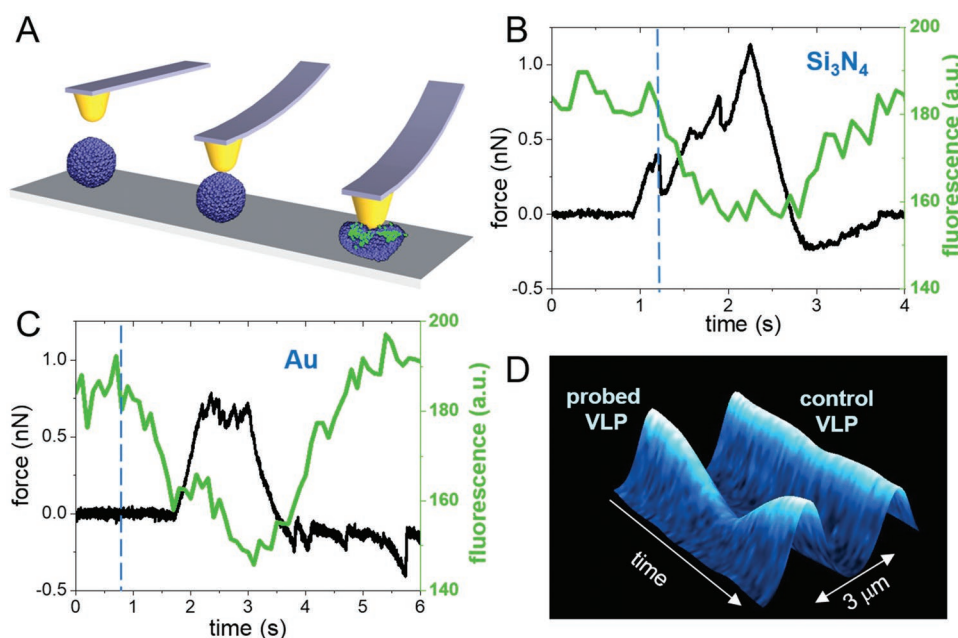 A
B
Si₃N₄
force (nN)
1.0
0.5
0.0
-0.5
0 1 2 3 4
time (s)
200
180
160
140
fluorescence (a.u.)
C
Au
force (nN)
1.0
0.5
0.0
-0.5
0 1 2 3 4 5 6
time (s)
200
180
160
140
fluorescence (a.u.)
D
probed
VLP
control
VLP
time
3 µm